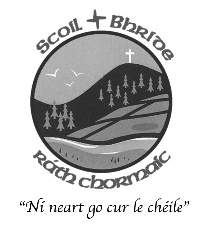 Scoil Bhríde
Ráth Chormaic
“Ní neart go cur le chéile”